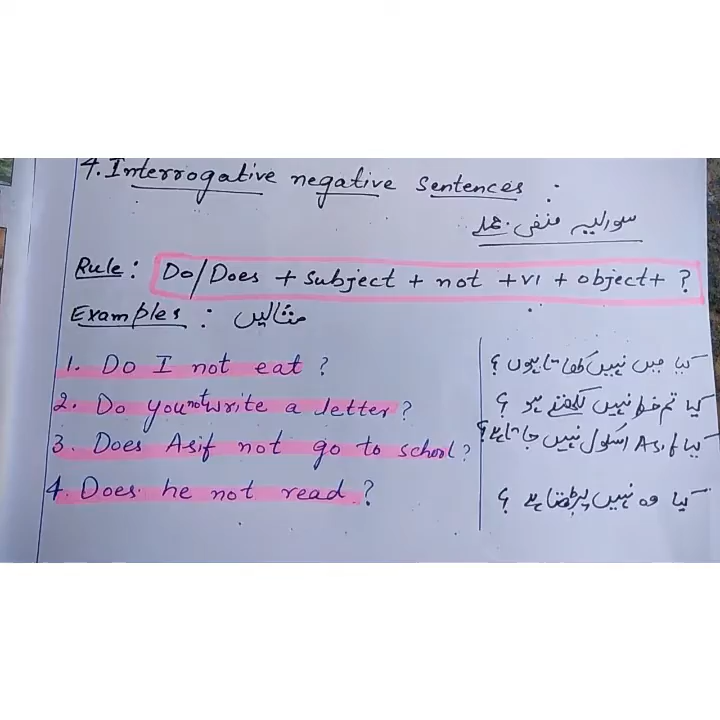 4. Interrogative negative sentences :
سوالیہ منفی جملے
Rule : Do/Does + subject + not + v1 + object + ?
Examples : مثالیں
1. Do I not eat ? کیا میں نہیں کھاتا ہوں ؟
2. Do you not write a letter ? کیا تم خط نہیں لکھتے ہو ؟
3. Does Asif not go to school ? کیا Asif اسکول نہیں جاتا ہے ؟
4. Does he not read ? کیا وہ نہیں پڑھتا ہے ؟